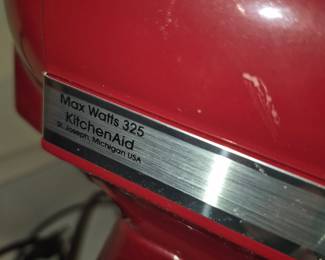 Max Watts 325
KitchenAid
St. Joseph, Michigan USA